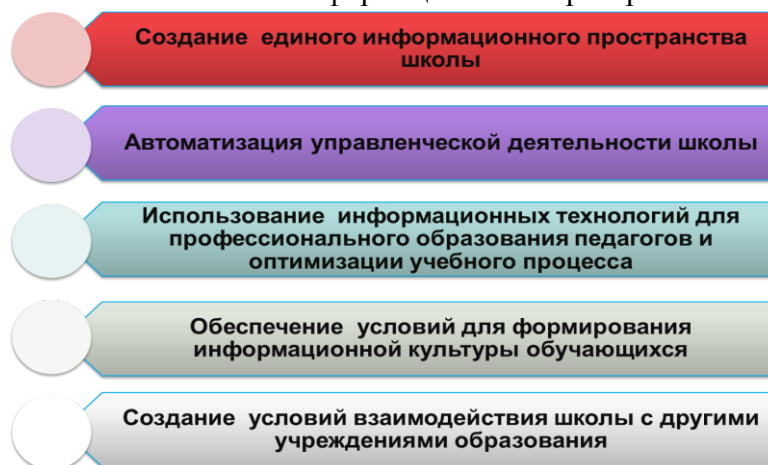 Создание единого информационного пространства
школы
Автоматизация управленческой деятельности школы
Использование информационных технологий для
профессионального образования педагогов и
оптимизации учебного процесса
Обеспечение условий для формирования
информационной культуры обучающихся
Создание условий взаимодействия школы с другими
учреждениями образования